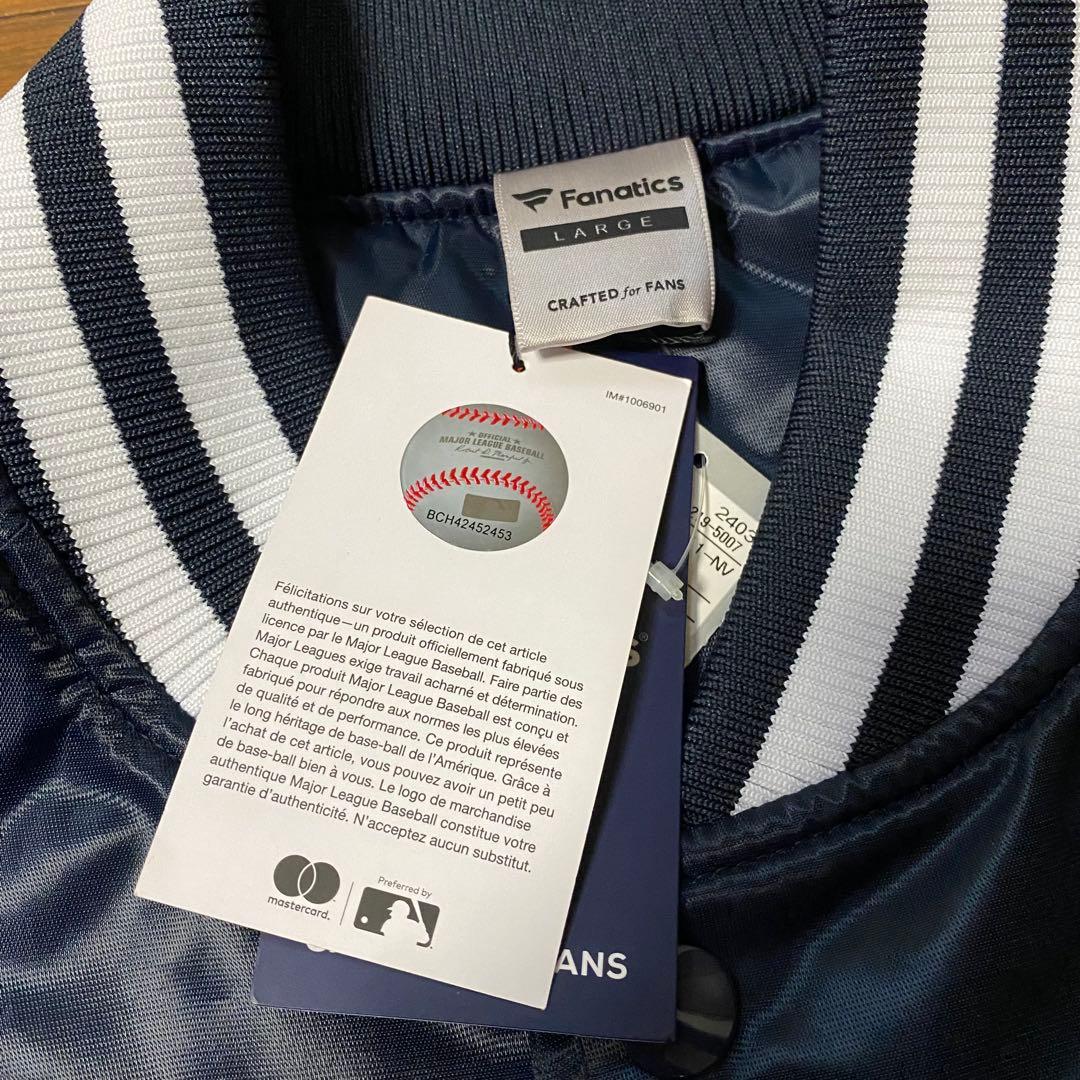 Fanatics
LARGE
CRAFTED for FANS
IM#1006901
OFFICIAL
MAJOR LEAGUE BASEBALL
BCH42452453
2403
9-5007
1-NV
Félicitations sur votre sélection de cet article
authentique—un produit officiellement fabriqué sous
licence par le Major League Baseball. Faire partie des
Major Leagues exige travail acharné et détermination.
Chaque produit Major League Baseball est conçu et
fabriqué pour répondre aux normes les plus élevées
de qualité et de performance. Ce produit représente
le long héritage de base-ball de l'Amérique. Grâce à
l'achat de cet article, vous pouvez avoir un petit peu
de base-ball bien à vous. Le logo de marchandise
authentique Major League Baseball constitue votre
garantie d'authenticité. N'acceptez aucun substitut.
mastercard.
Preferred by
S®
ANS